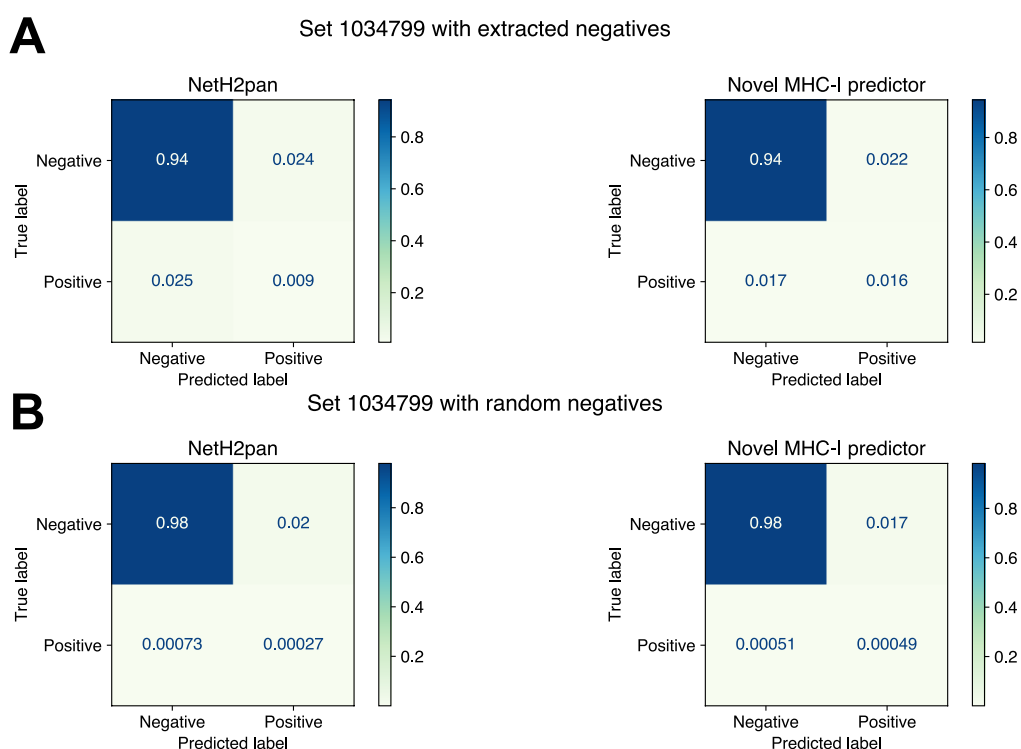 A
Set 1034799 with extracted negatives
NetH2pan
Negative
Positive
True label
0.94
0.024
0.025
0.009
Negative
Positive
Predicted label
0.8
0.6
0.4
0.2
Novel MHC-I predictor
Negative
Positive
True label
0.94
0.022
0.017
0.016
Negative
Positive
Predicted label
0.8
0.6
0.4
0.2
B
Set 1034799 with random negatives
NetH2pan
Negative
Positive
True label
0.98
0.02
0.00073
0.00027
Negative
Positive
Predicted label
0.8
0.6
0.4
0.2
Novel MHC-I predictor
Negative
Positive
True label
0.98
0.017
0.00051
0.00049
Negative
Positive
Predicted label
0.8
0.6
0.4
0.2